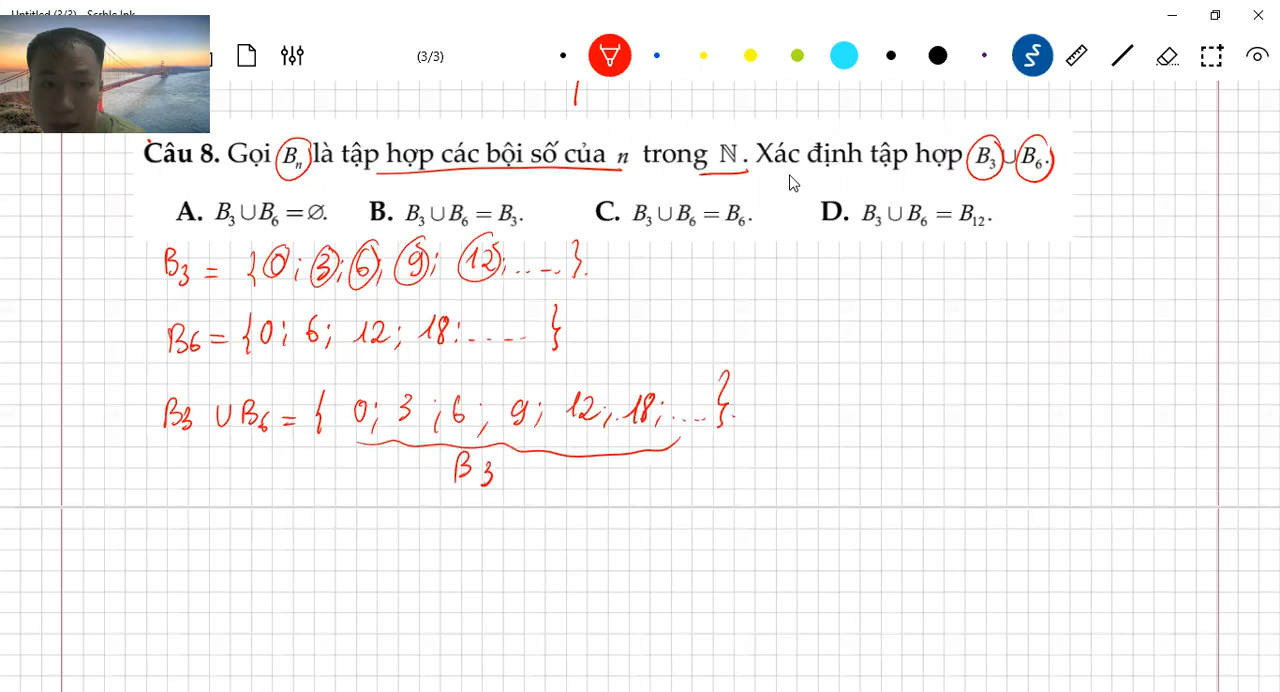 Untitled (3/3) - Scrble Ink
(3/3)
Câu 8. Gọi Bₙ là tập hợp các bội số của n trong ℕ. Xác định tập hợp B₃ ∪ B₆.
A. B₃ ∪ B₆ = ∅. B. B₃ ∪ B₆ = B₃. C. B₃ ∪ B₆ = B₆. D. B₃ ∪ B₆ = B₁₂.
B₃ = {0; 3; 6; 9; 12; .....}.
B₆ = {0; 6; 12; 18; ..... }
B₃ ∪ B₆ = { 0; 3 ; 6 ; 9; 12; 18; ....}.
B₃